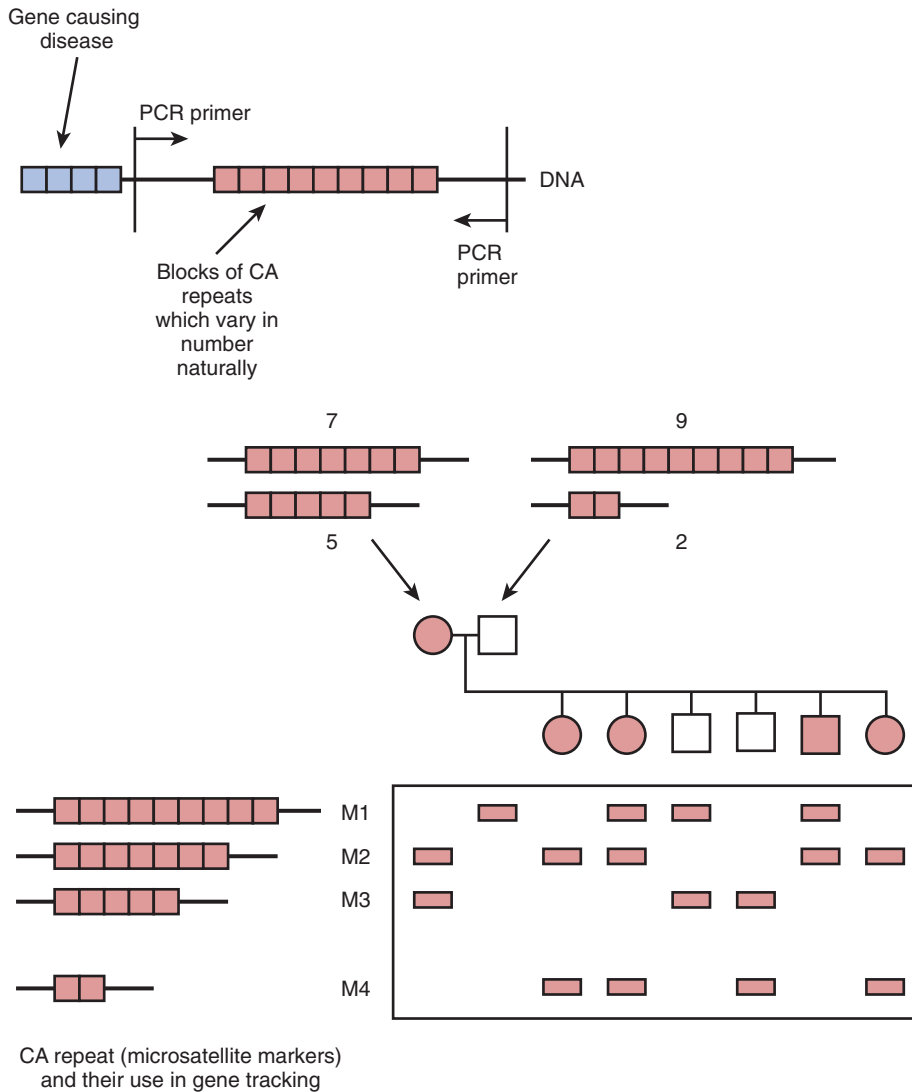 Gene causing
disease
PCR primer
DNA
PCR
primer
Blocks of CA
repeats
which vary in
number
naturally
7
9
5
2
M1
M2
M3
M4
CA repeat (microsatellite markers)
and their use in gene tracking